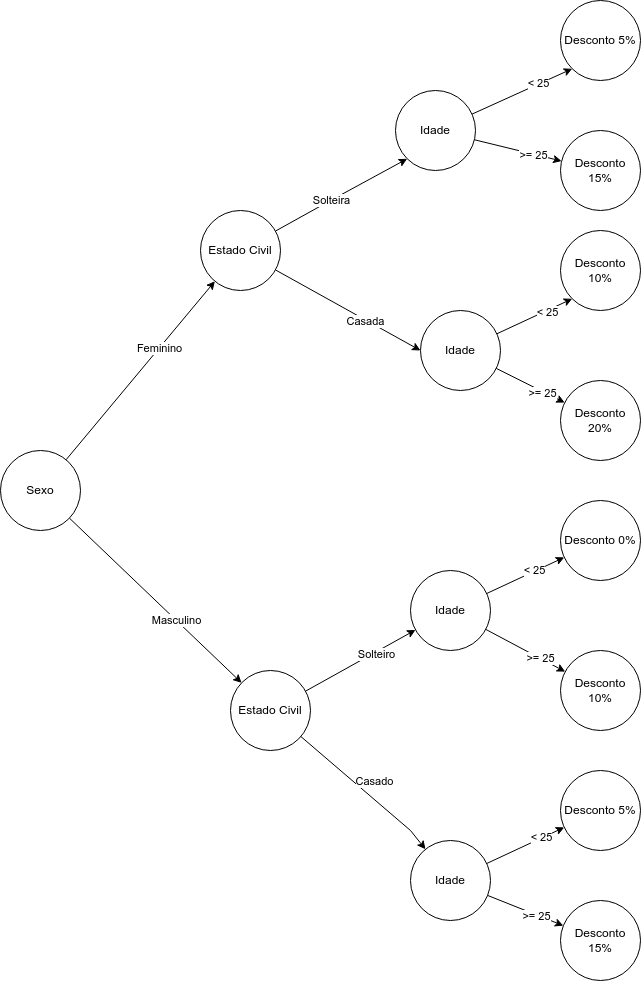 Desconto 5%
< 25
Idade
>= 25
Desconto
15%
Solteira
Estado Civil
Desconto
10%
< 25
Casada
Idade
>= 25
Desconto
20%
Feminino
Sexo
Masculino
Desconto 0%
< 25
Idade
>= 25
Desconto
10%
Solteiro
Estado Civil
Casado
Desconto 5%
< 25
Idade
>= 25
Desconto
15%